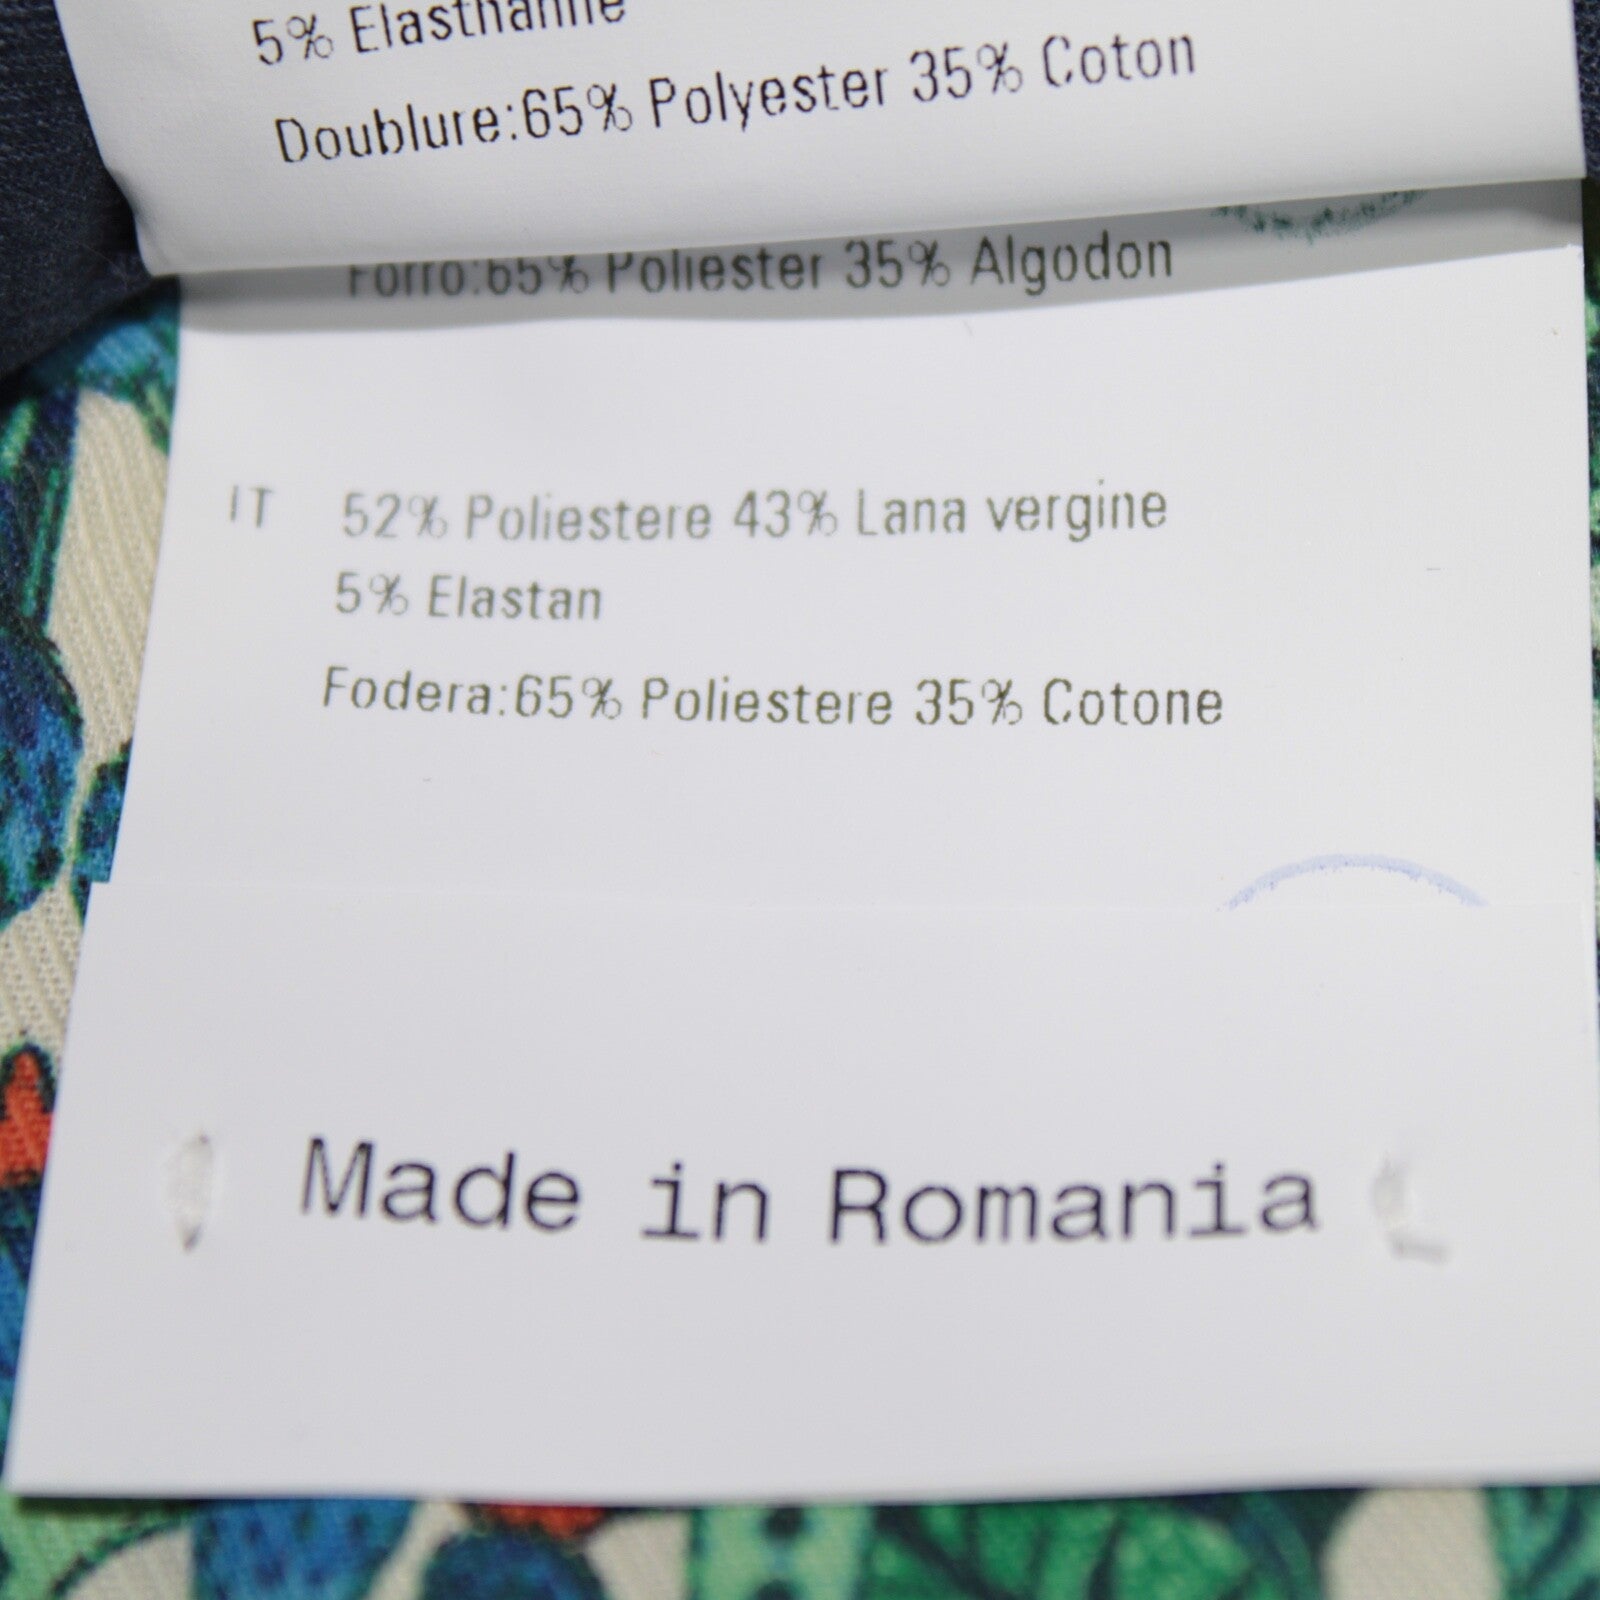 5% Elasthanne
Doublure:65% Polyester 35% Coton
Forro:65% Poliester 35% Algodon
IT 52% Poliestere 43% Lana vergine
5% Elastan
Fodera:65% Poliestere 35% Cotone
Made in Romania